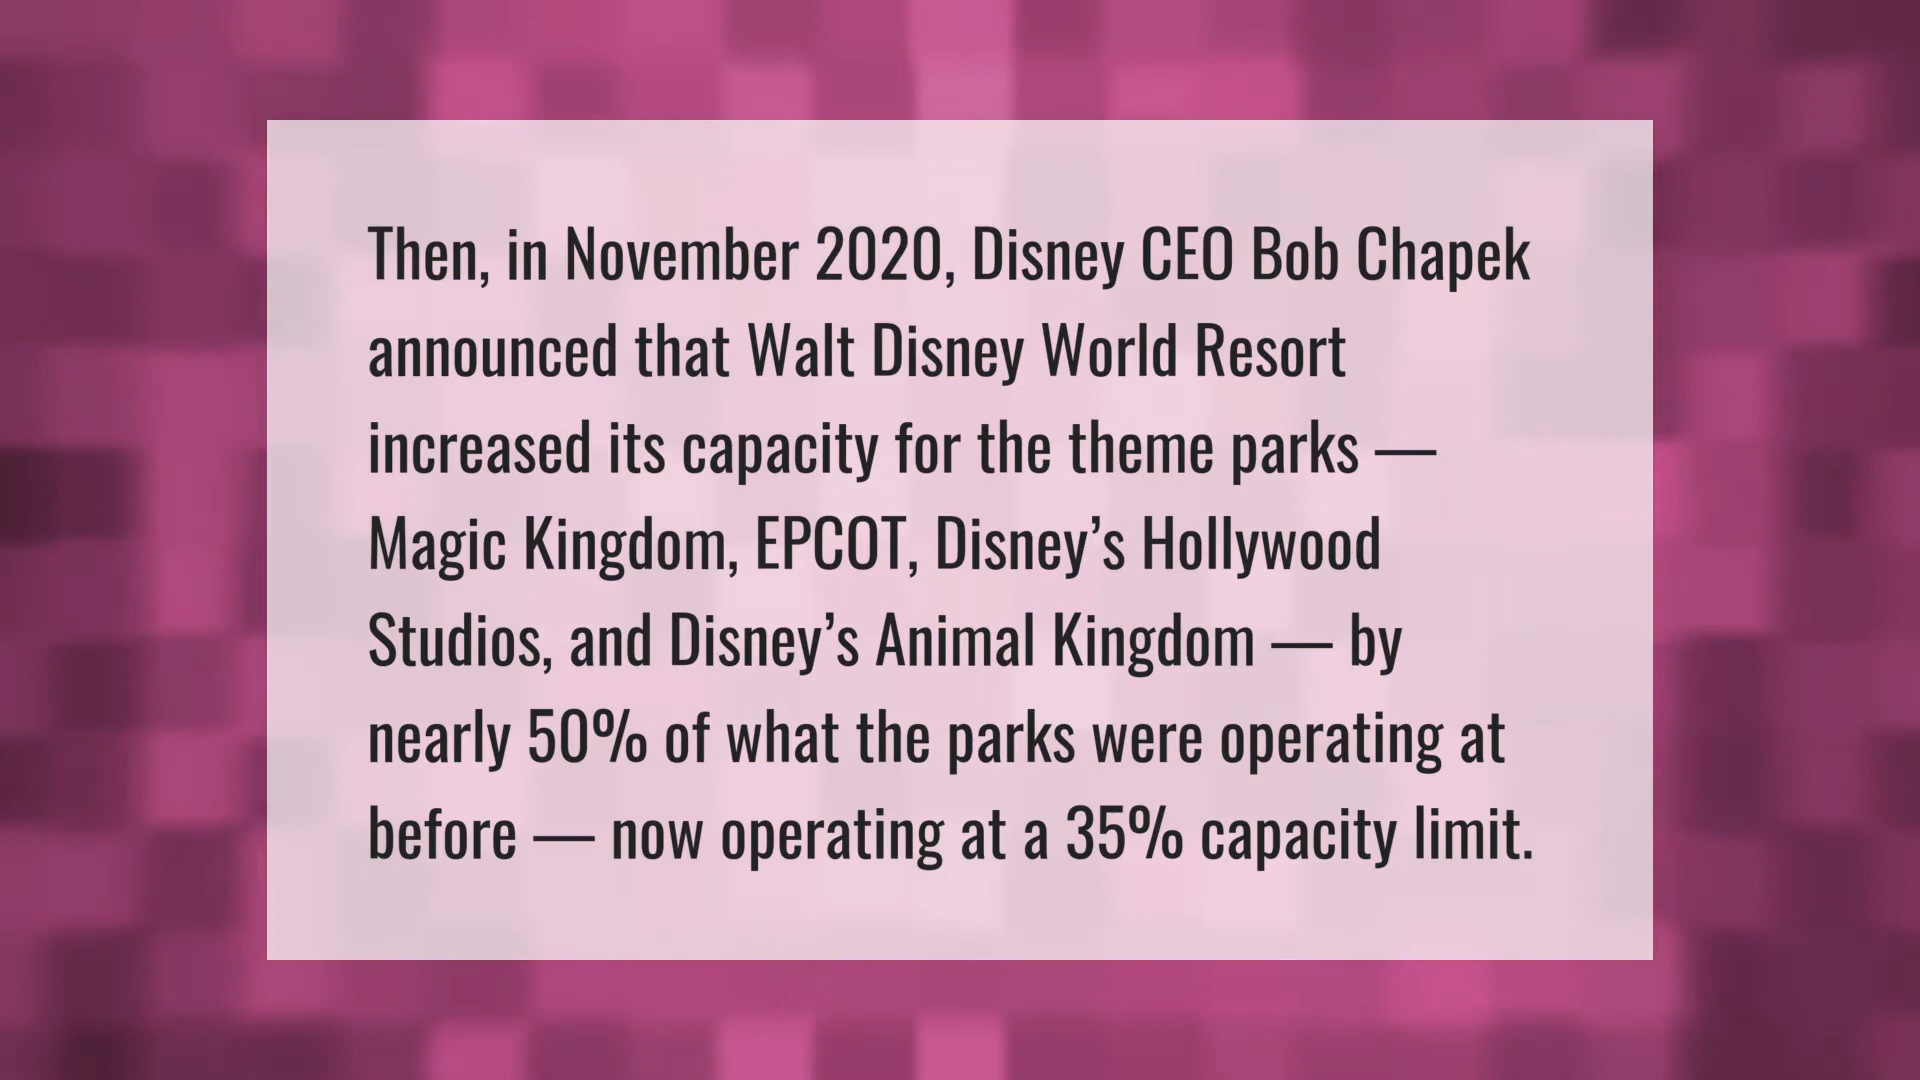 Then, in November 2020, Disney CEO Bob Chapek
announced that Walt Disney World Resort
increased its capacity for the theme parks —
Magic Kingdom, EPCOT, Disney’s Hollywood
Studios, and Disney’s Animal Kingdom — by
nearly 50% of what the parks were operating at
before — now operating at a 35% capacity limit.